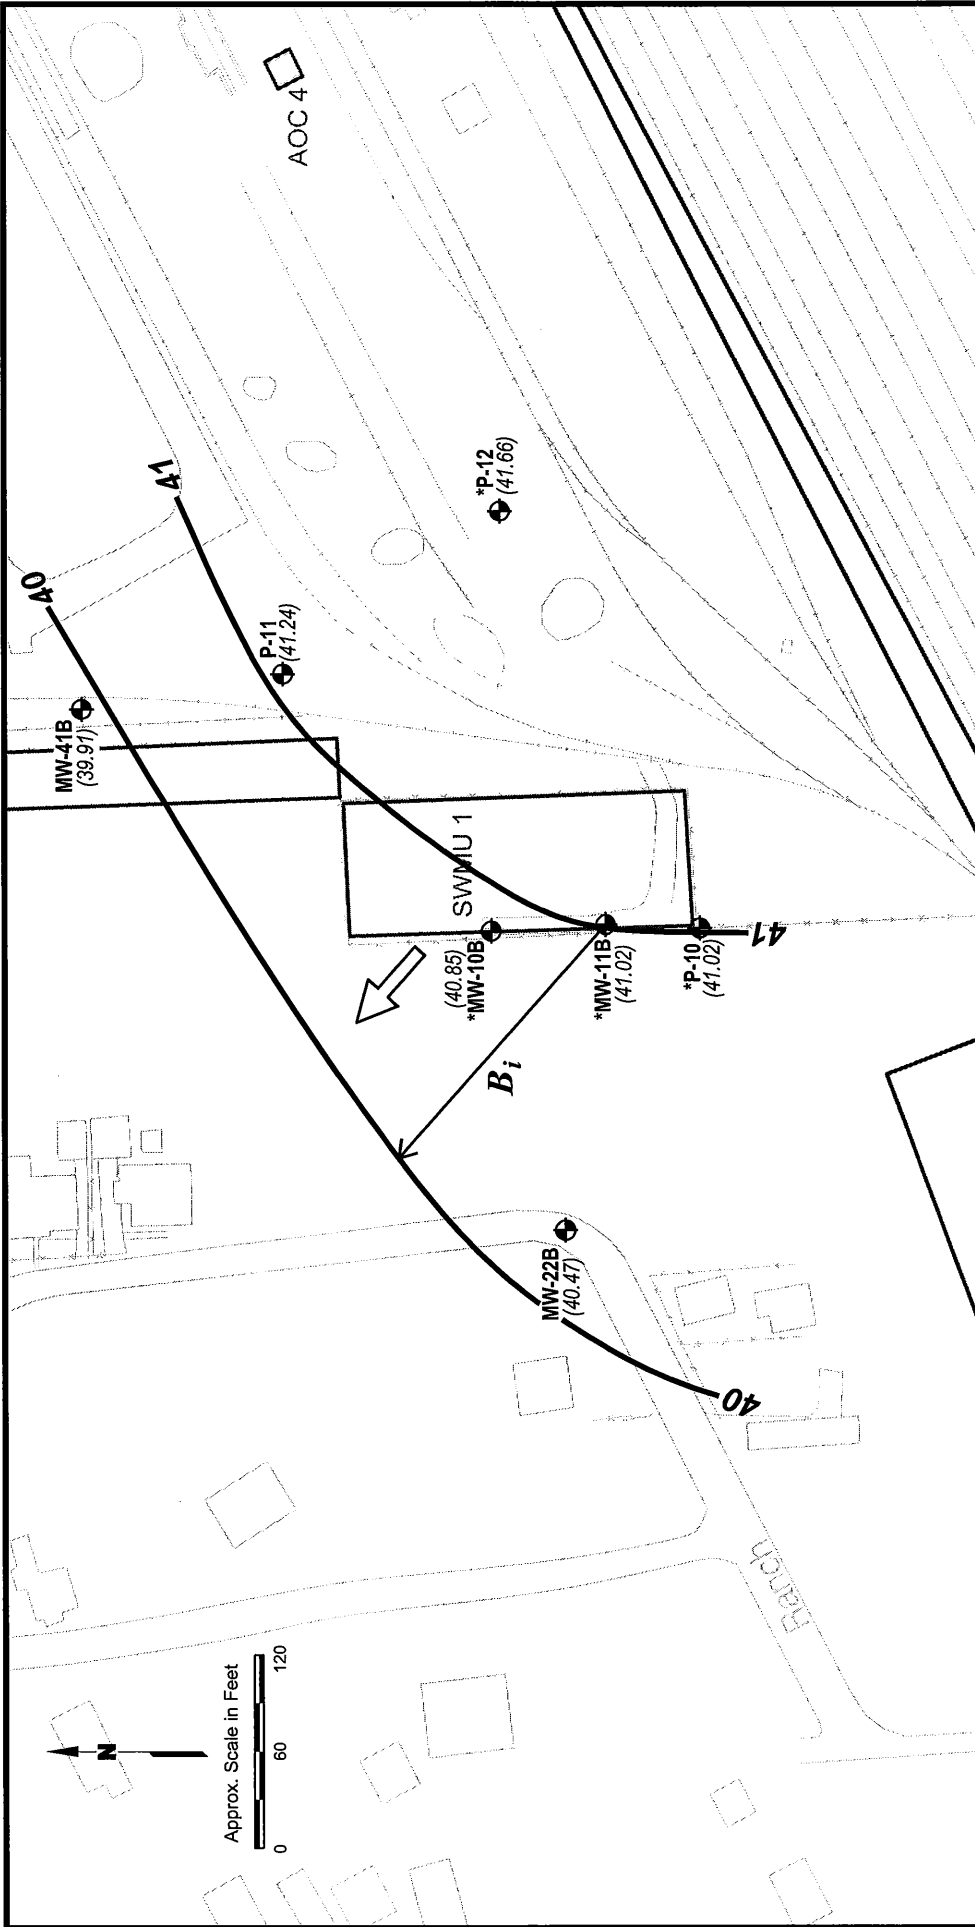 AOC 4
41
40
*P-12
(41.66)
P-11
(41.24)
MW-41B
(39.91)
SWMU 1
(40.85)
*MW-10B
*MW-11B
(41.02)
*P-10
(41.02)
41
B i
MW-22B
(40.47)
40
Ranch
N
Approx. Scale in Feet
0 60 120